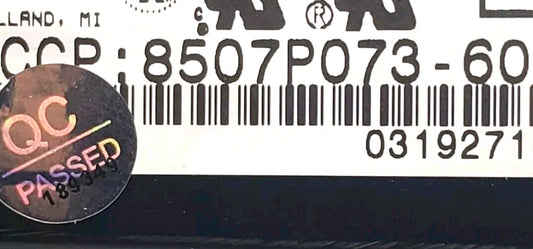 LLAND, MI
®
CCP: 8507P073-60
0319271
QC
PASSED